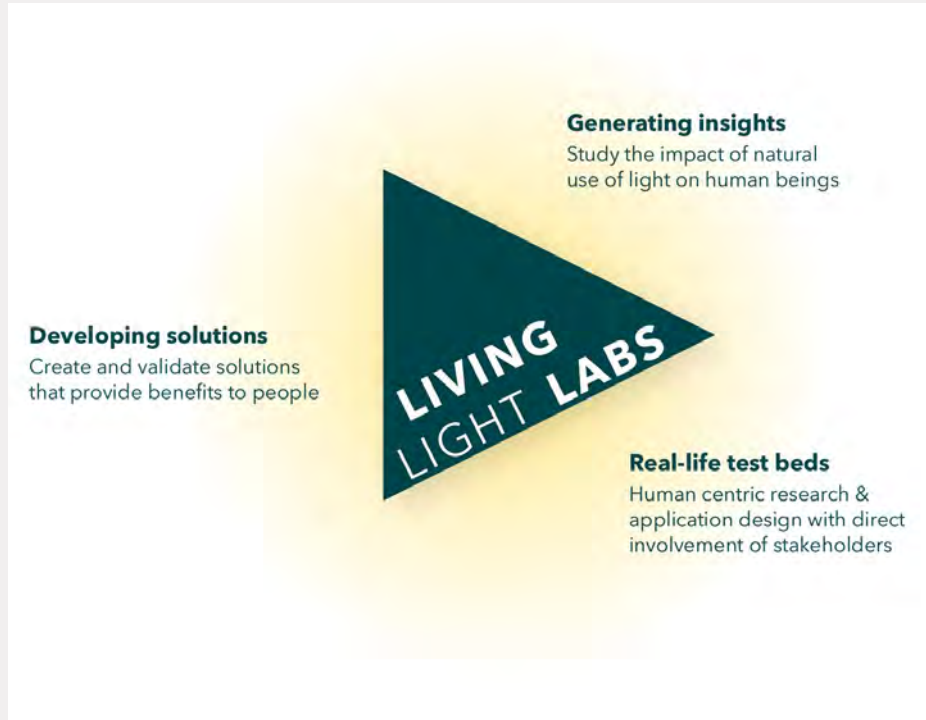 Generating insights
Study the impact of natural
use of light on human beings
Developing solutions
Create and validate solutions
that provide benefits to people
LIVING
LIGHT LABS
Real-life test beds
Human centric research &
application design with direct
involvement of stakeholders